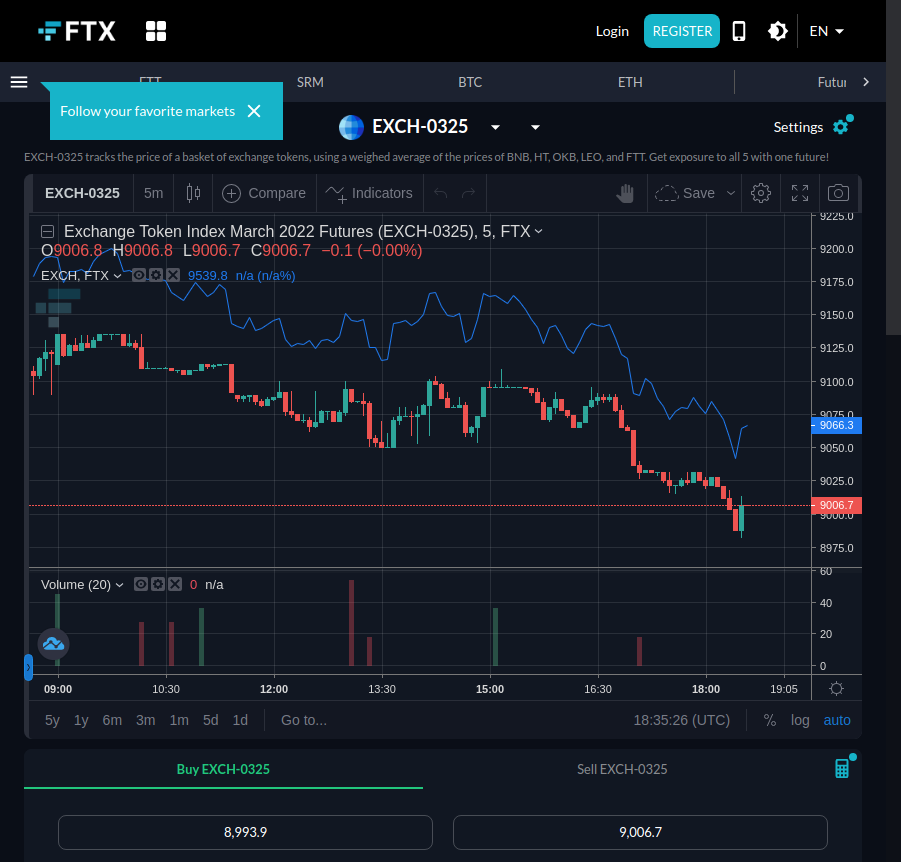 FTX
Login
REGISTER
EN
FTT
SRM
BTC
ETH
Futur
Follow your favorite markets
EXCH-0325
Settings
EXCH-0325 tracks the price of a basket of exchange tokens, using a weighed average of the prices of BNB, HT, OKB, LEO, and FTT. Get exposure to all 5 with one future!
EXCH-0325
5m
Compare
Indicators
Save
Exchange Token Index March 2022 Futures (EXCH-0325), 5, FTX
O9006.8 H9006.8 L9006.7 C9006.7 −0.1 (−0.00%)
EXCH, FTX
9539.8 n/a (n/a%)
9225.0
9200.0
9175.0
9150.0
9125.0
9100.0
9075.0
9066.3
9050.0
9025.0
9006.7
9000.0
8975.0
Volume (20)
0 n/a
60
40
20
0
09:00
10:30
12:00
13:30
15:00
16:30
18:00
19:05
5y 1y 6m 3m 1m 5d 1d
Go to...
18:35:26 (UTC)
% log auto
Buy EXCH-0325
Sell EXCH-0325
8,993.9
9,006.7